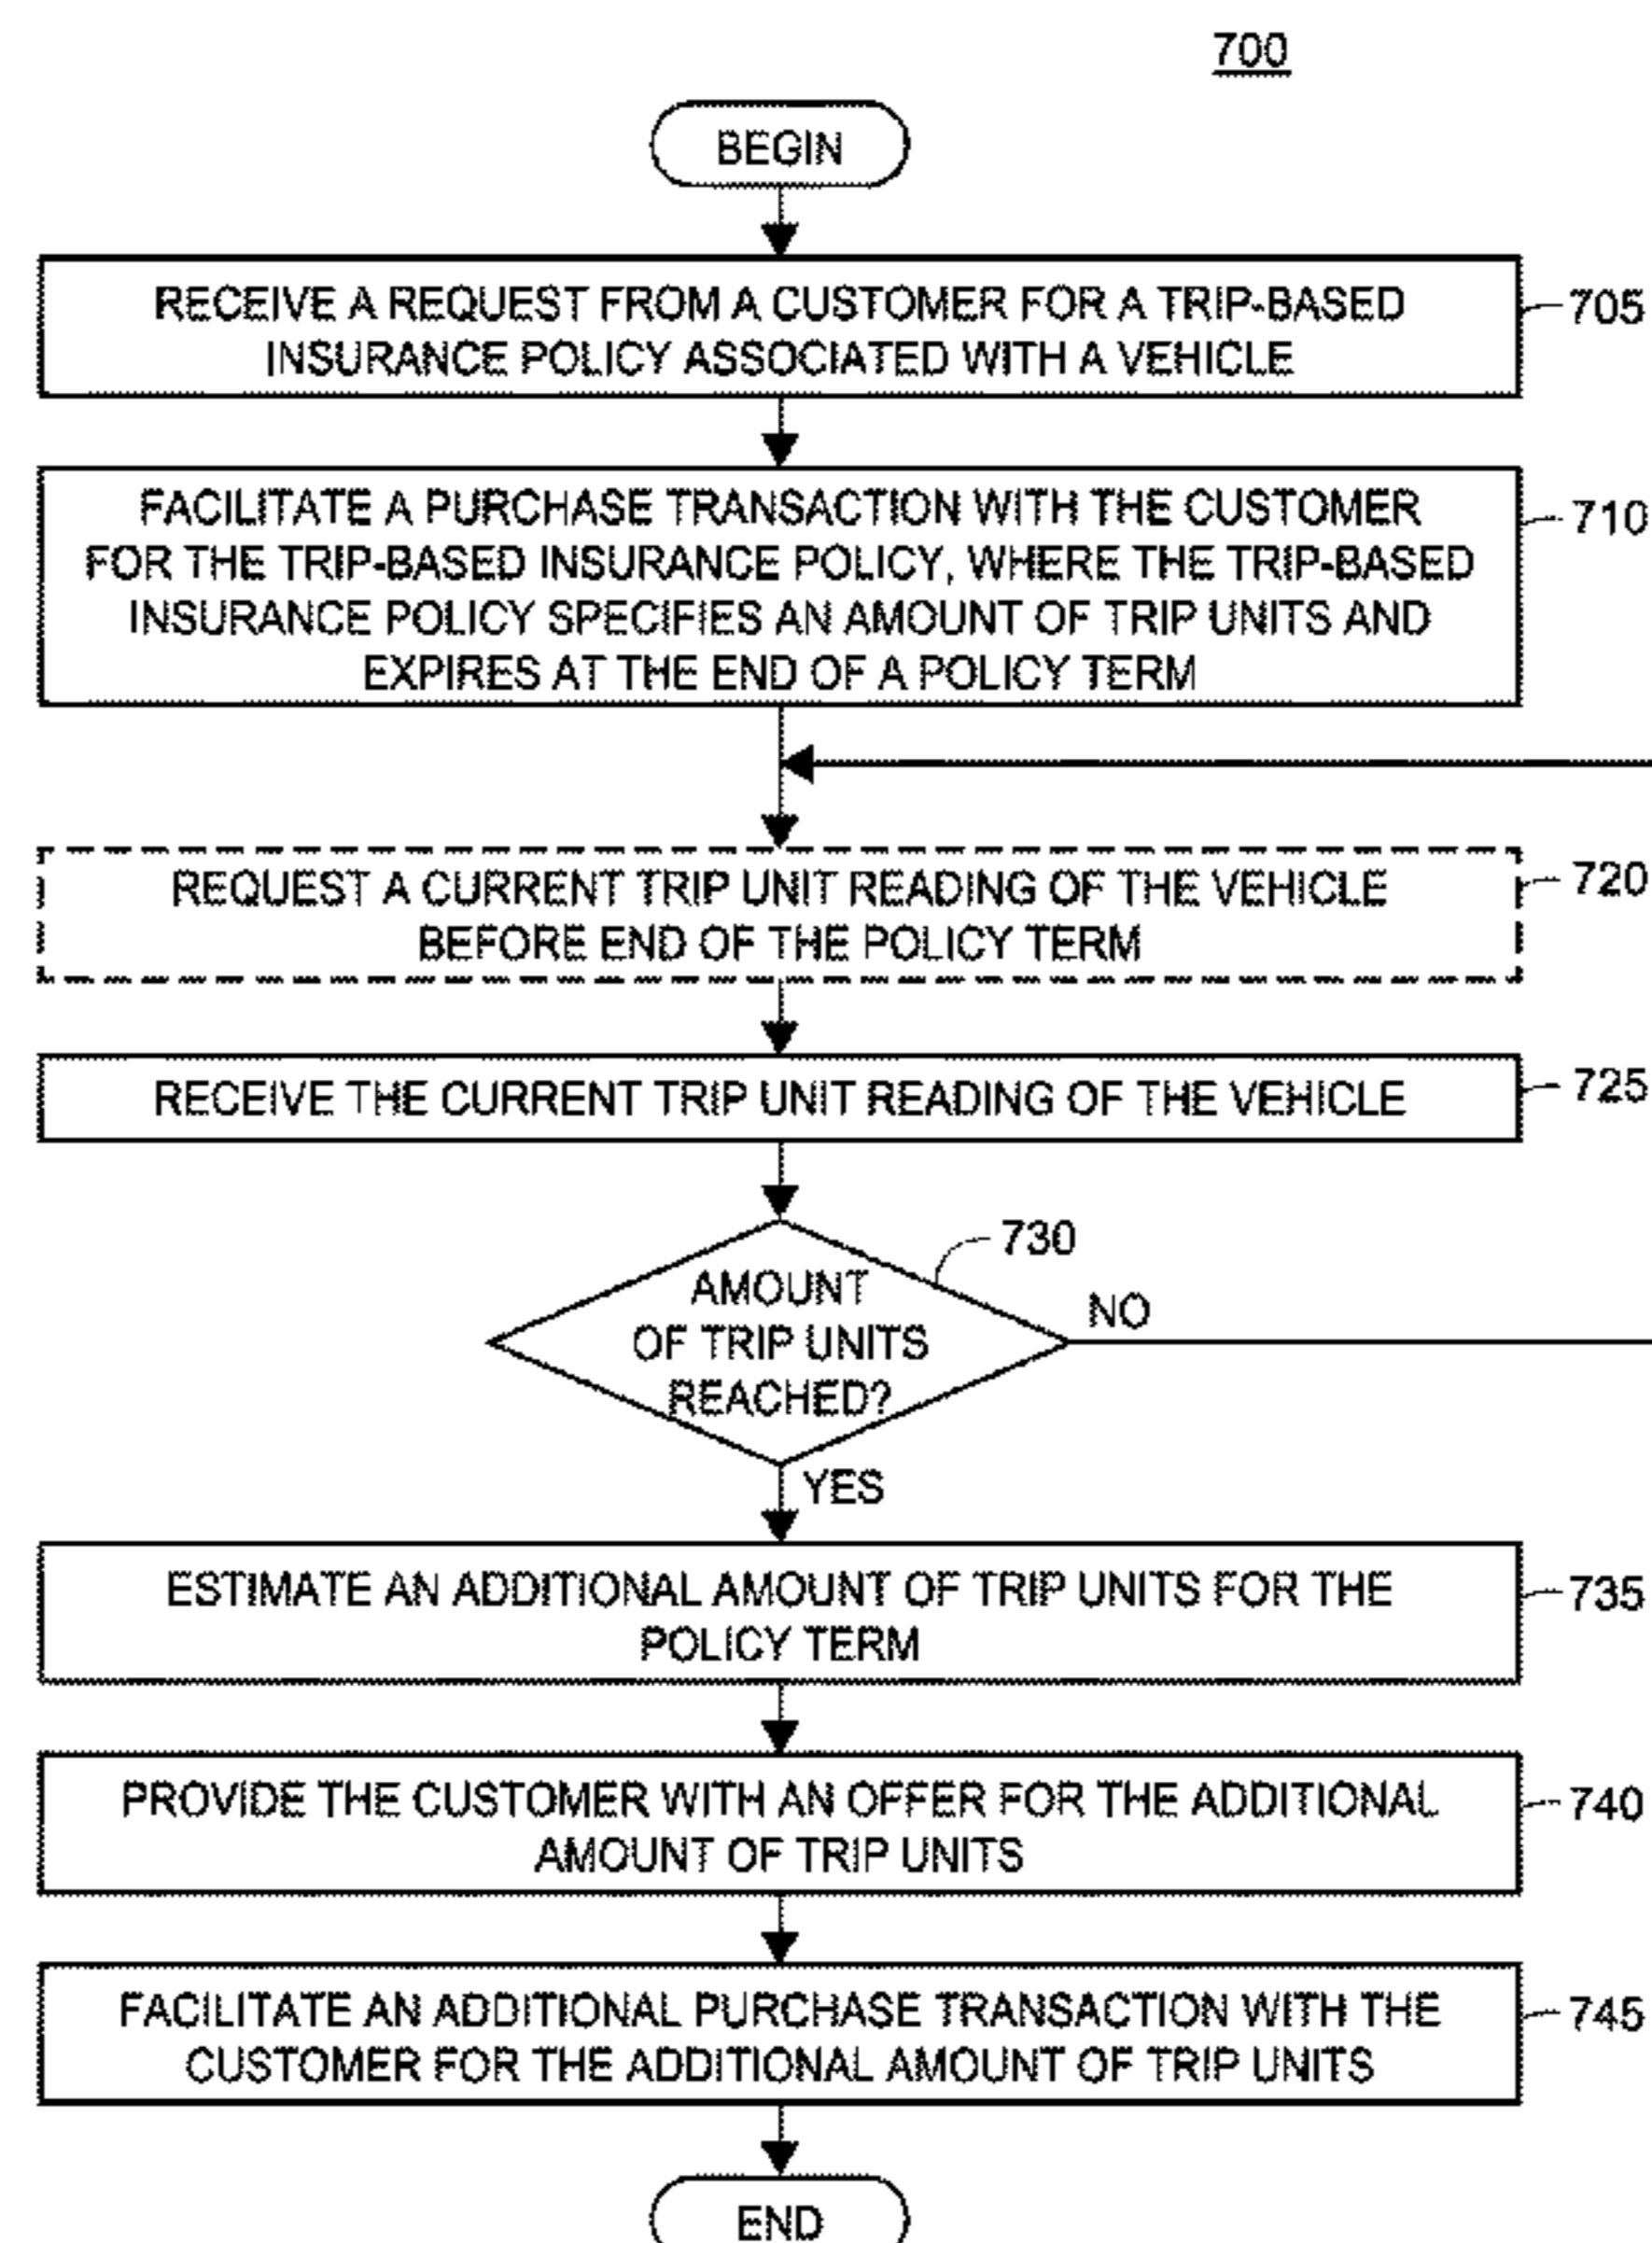 700
BEGIN
RECEIVE A REQUEST FROM A CUSTOMER FOR A TRIP-BASED
INSURANCE POLICY ASSOCIATED WITH A VEHICLE
705
FACILITATE A PURCHASE TRANSACTION WITH THE CUSTOMER
FOR THE TRIP-BASED INSURANCE POLICY, WHERE THE TRIP-BASED
INSURANCE POLICY SPECIFIES AN AMOUNT OF TRIP UNITS AND
EXPIRES AT THE END OF A POLICY TERM
710
REQUEST A CURRENT TRIP UNIT READING OF THE VEHICLE
BEFORE END OF THE POLICY TERM
720
RECEIVE THE CURRENT TRIP UNIT READING OF THE VEHICLE
725
AMOUNT
OF TRIP UNITS
REACHED?
730
NO
YES
ESTIMATE AN ADDITIONAL AMOUNT OF TRIP UNITS FOR THE
POLICY TERM
735
PROVIDE THE CUSTOMER WITH AN OFFER FOR THE ADDITIONAL
AMOUNT OF TRIP UNITS
740
FACILITATE AN ADDITIONAL PURCHASE TRANSACTION WITH THE
CUSTOMER FOR THE ADDITIONAL AMOUNT OF TRIP UNITS
745
END